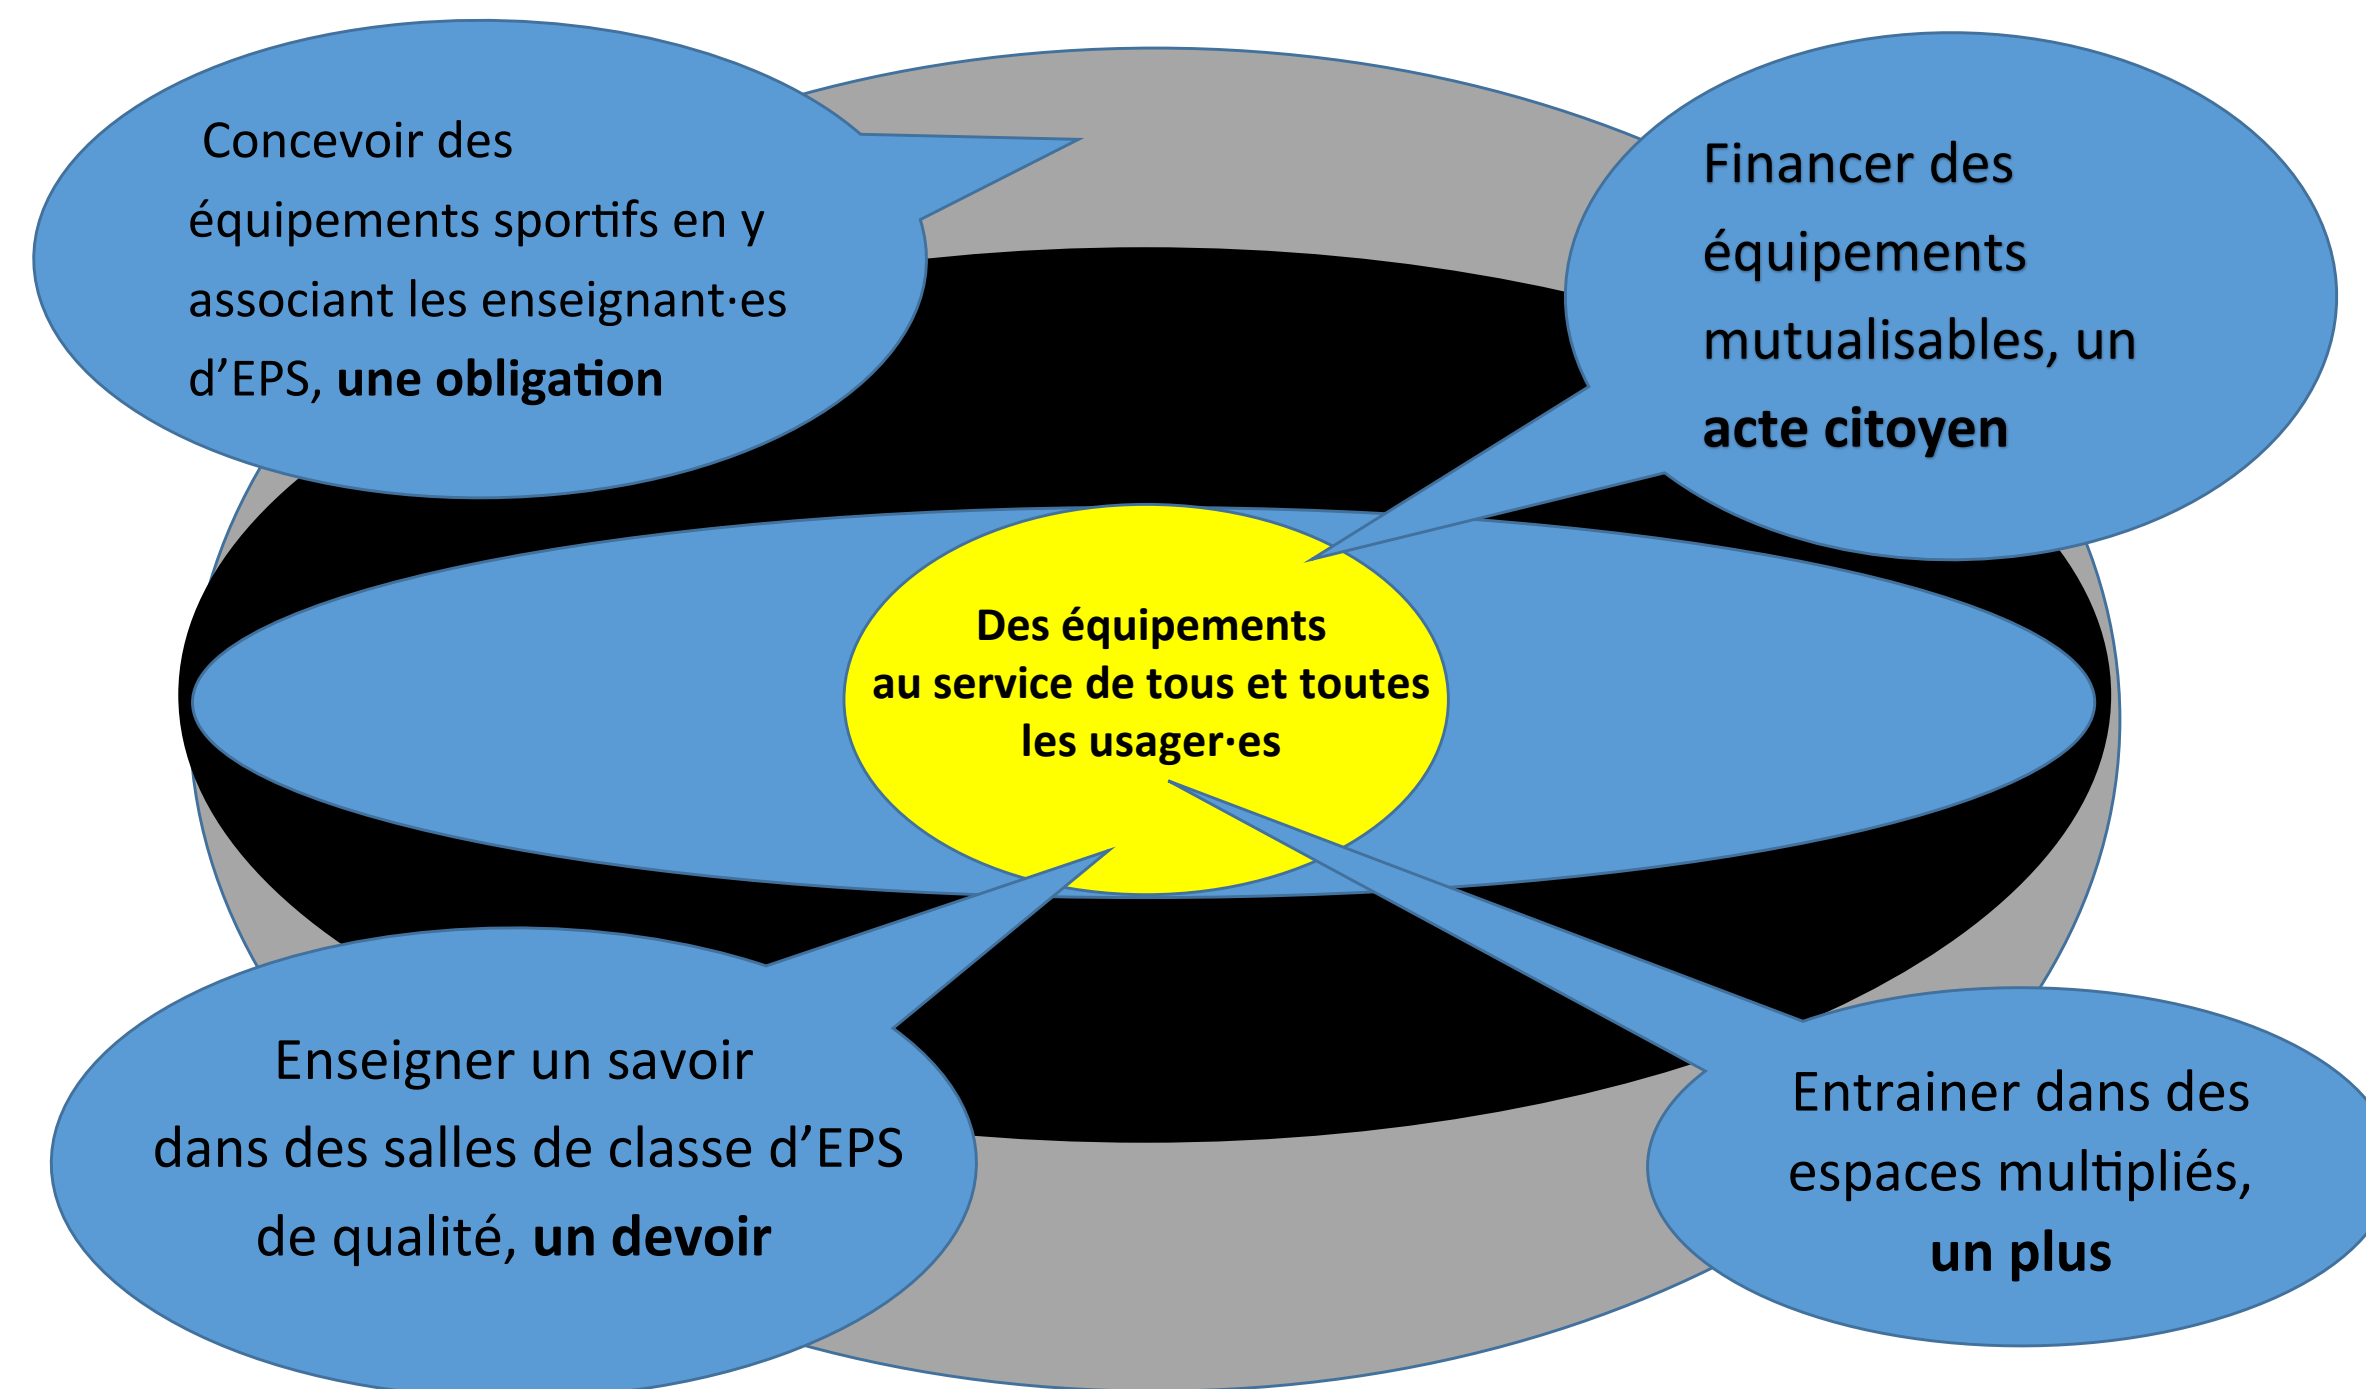 Concevoir des
équipements sportifs en y
associant les enseignant·es
d’EPS, une obligation
Financer des
équipements
mutualisables, un
acte citoyen
Des équipements
au service de tous et toutes
les usager·es
Enseigner un savoir
dans des salles de classe d’EPS
de qualité, un devoir
Entrainer dans des
espaces multipliés,
un plus